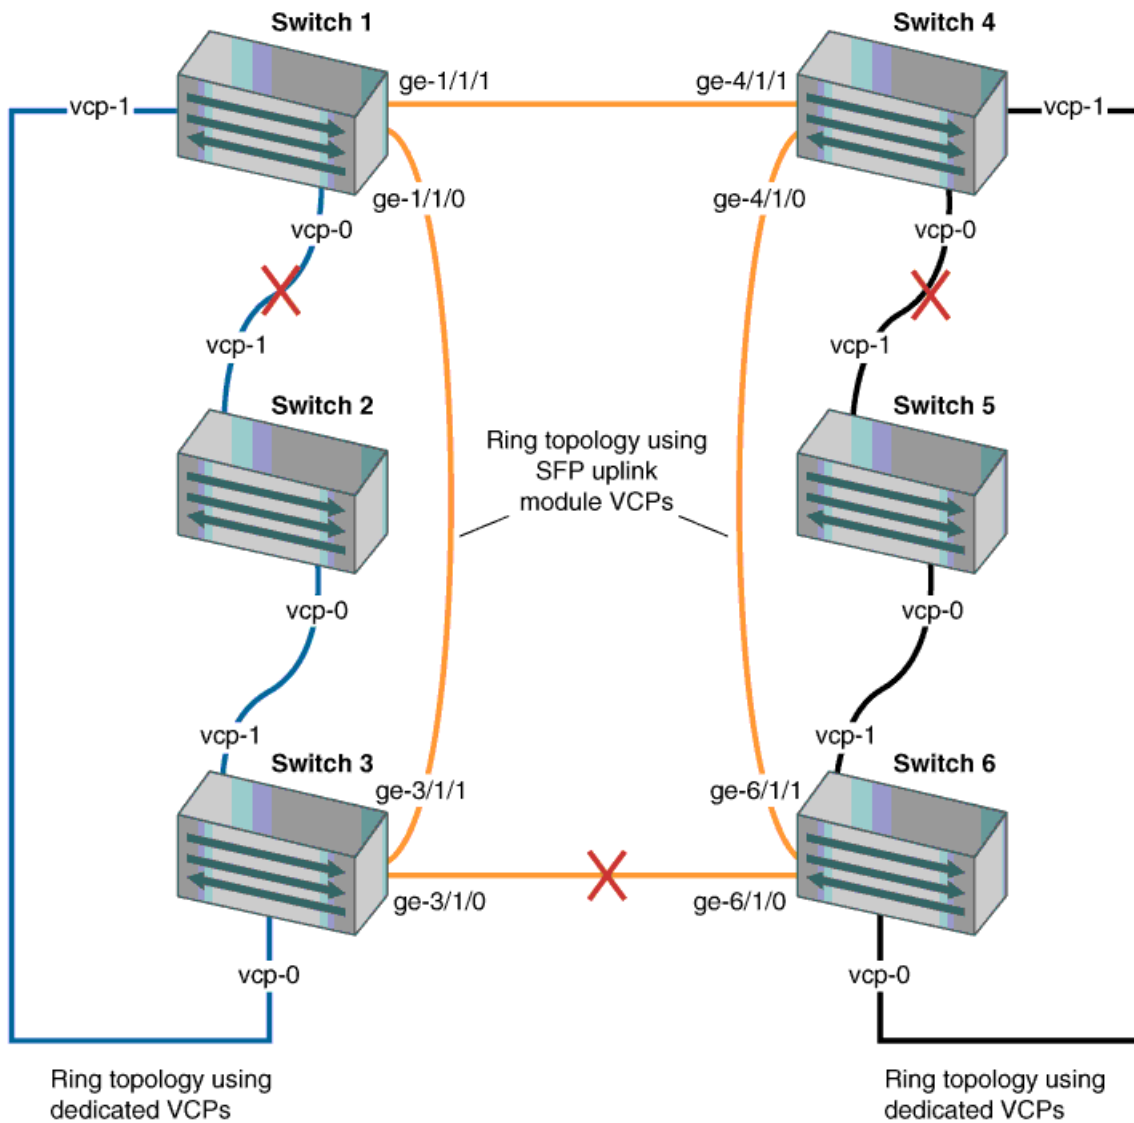 Switch 1
Switch 4
ge-1/1/1
ge-4/1/1
vcp-1
vcp-1
ge-1/1/0
ge-4/1/0
vcp-0
vcp-0
vcp-1
vcp-1
Switch 2
Switch 5
Ring topology using
SFP uplink
module VCPs
vcp-0
vcp-0
vcp-1
vcp-1
Switch 3
Switch 6
ge-3/1/1
ge-6/1/1
ge-3/1/0
ge-6/1/0
vcp-0
vcp-0
Ring topology using
dedicated VCPs
Ring topology using
dedicated VCPs